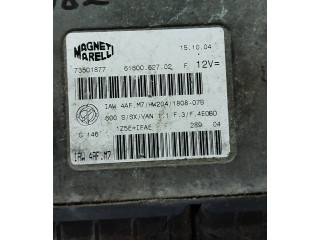 MAGNETI
MARELLI
15.10.04
73501877 61600.627.02 F 12V=
IAW 4AF.M7/HW204/1808-07B
600 S/SX/VAN 1.1 F.3/F.4EOBD
C 146 1Z5E+IFAE 289 04
IAW 4AF.M7